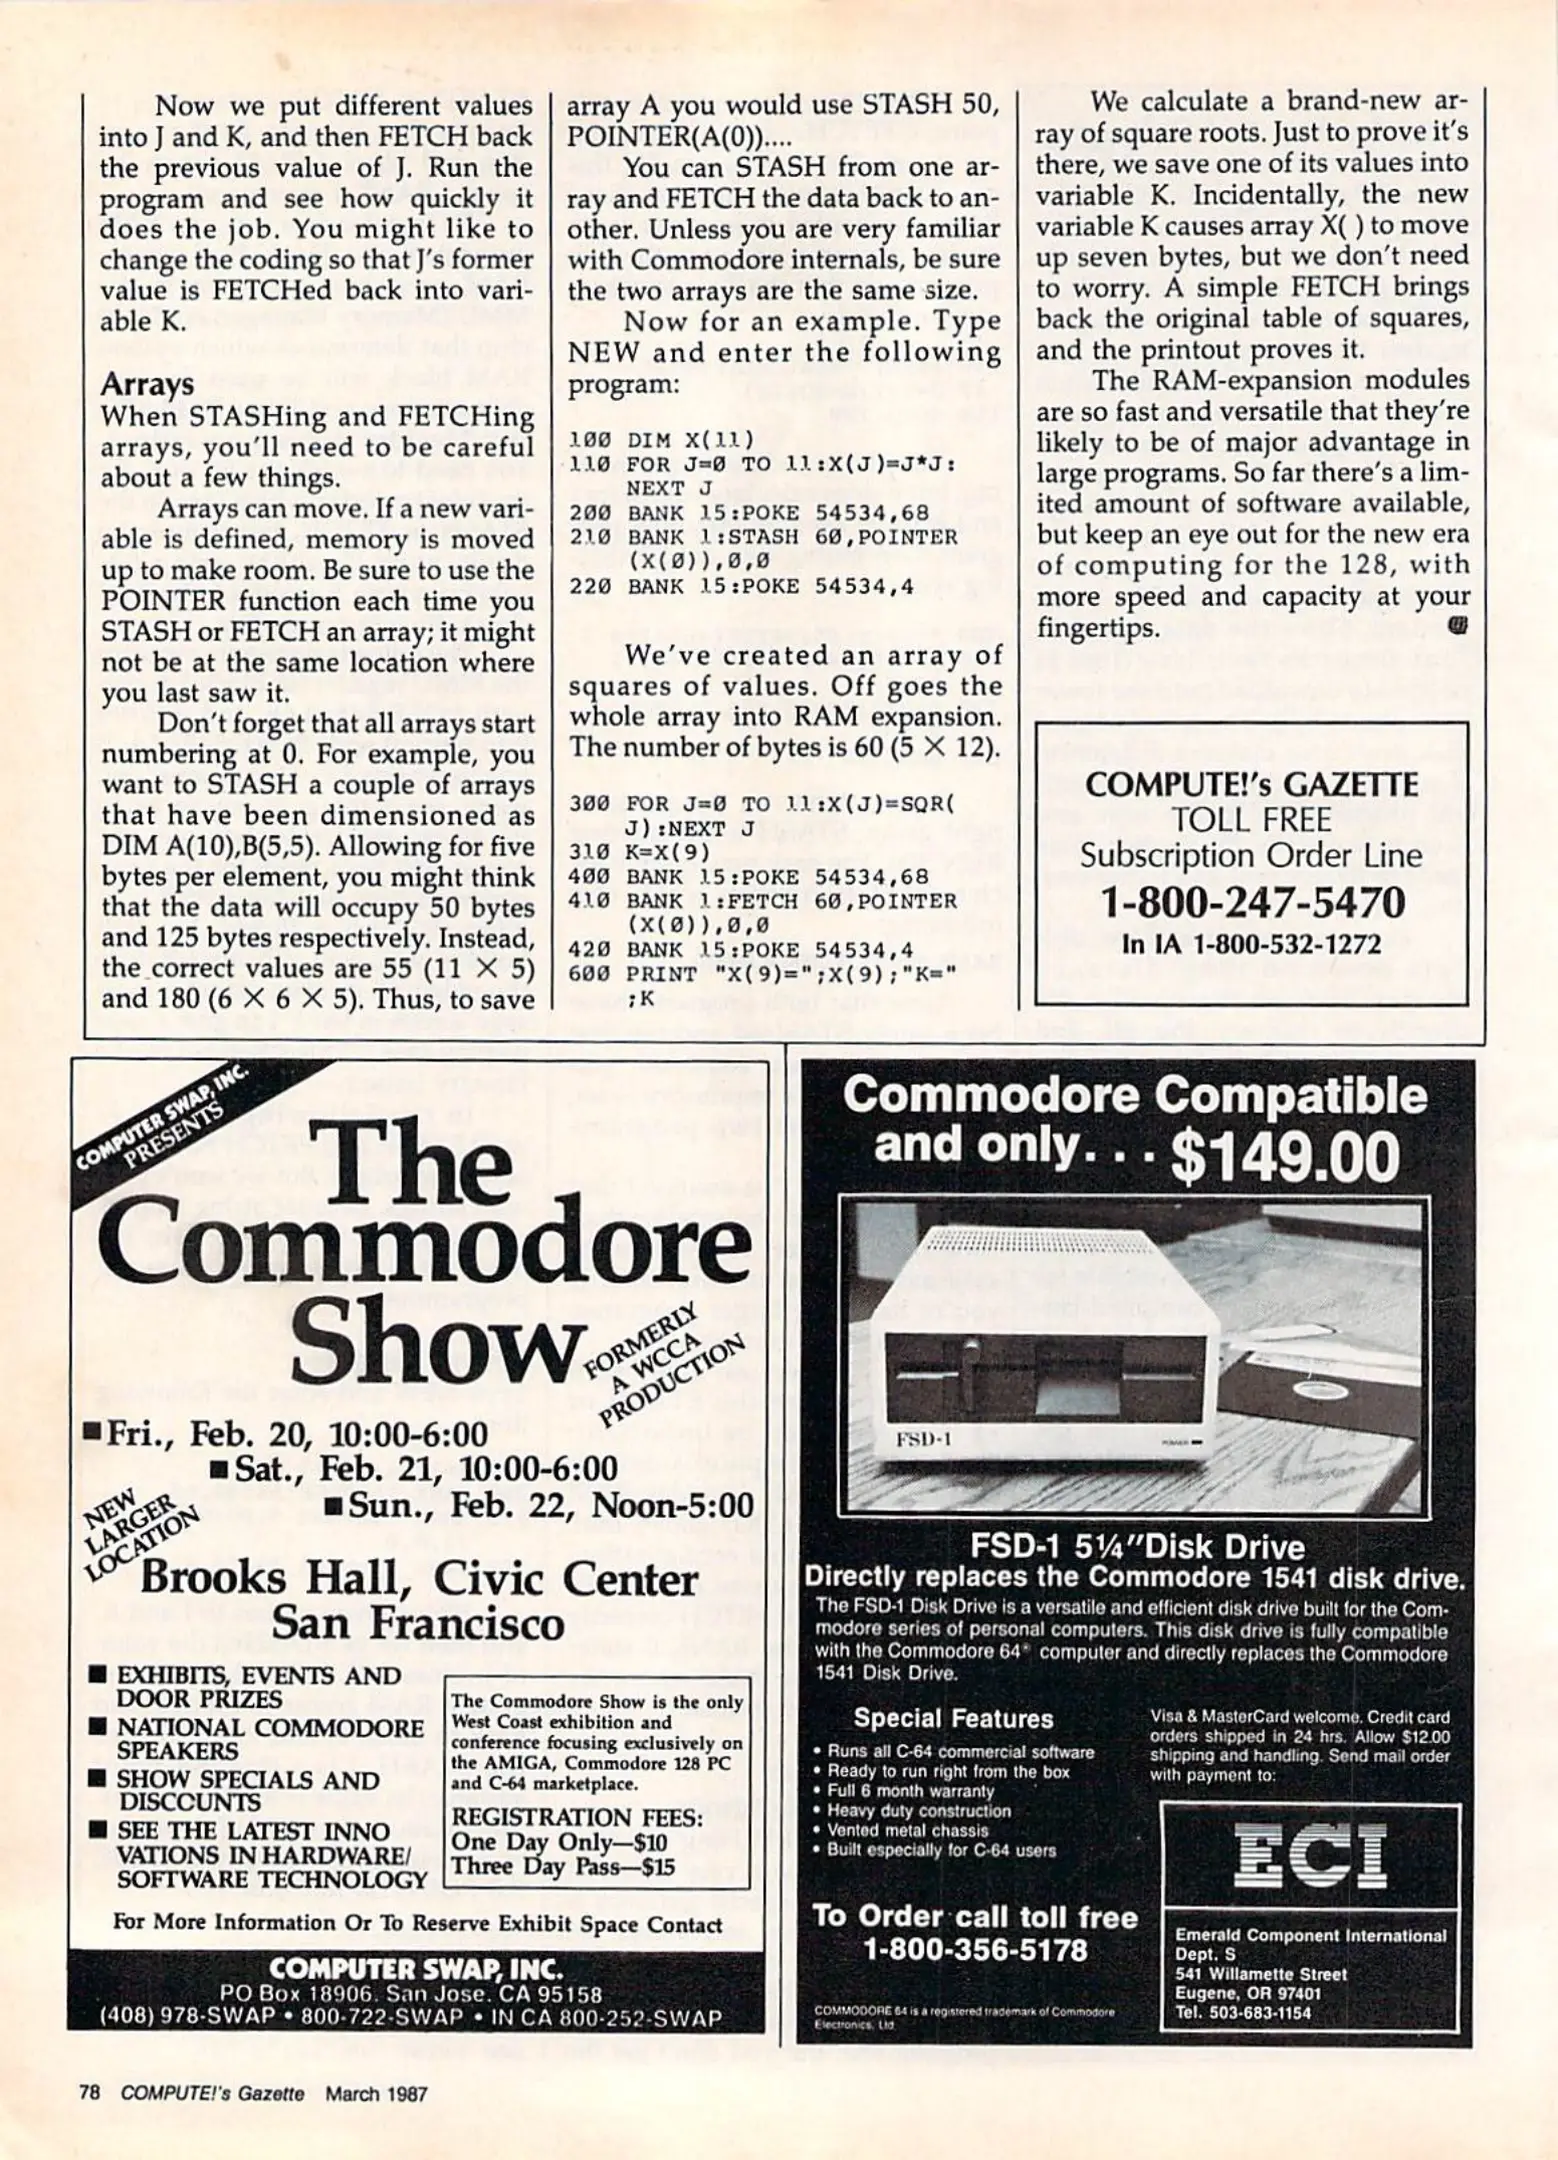 Now we put different values
into J and K, and then FETCH back
the previous value of J. Run the
program and see how quickly it
does the job. You might like to
change the coding so that J's former
value is FETCHed back into vari-
able K.
Arrays
When STASHing and FETCHing
arrays, you'll need to be careful
about a few things.
Arrays can move. If a new vari-
able is defined, memory is moved
up to make room. Be sure to use the
POINTER function each time you
STASH or FETCH an array; it might
not be at the same location where
you last saw it.
Don't forget that all arrays start
numbering at 0. For example, you
want to STASH a couple of arrays
that have been dimensioned as
DIM A(10),B(5,5). Allowing for five
bytes per element, you might think
that the data will occupy 50 bytes
and 125 bytes respectively. Instead,
the correct values are 55 (11 × 5)
and 180 (6 × 6 × 5). Thus, to save
array A you would use STASH 50,
POINTER(A(0))....
You can STASH from one ar-
ray and FETCH the data back to an-
other. Unless you are very familiar
with Commodore internals, be sure
the two arrays are the same size.
Now for an example. Type
NEW and enter the following
program:
100 DIM X(11)
110 FOR J=0 TO 11:X(J)=J*J:
NEXT J
200 BANK 15:POKE 54534,68
210 BANK 1:STASH 60,POINTER
(X(0)),0,0
220 BANK 15:POKE 54534,4
We've created an array of
squares of values. Off goes the
whole array into RAM expansion.
The number of bytes is 60 (5 × 12).
300 FOR J=0 TO 11:X(J)=SQR(
J):NEXT J
310 K=X(9)
400 BANK 15:POKE 54534,68
410 BANK 1:FETCH 60,POINTER
(X(0)),0,0
420 BANK 15:POKE 54534,4
600 PRINT "X(9)=";X(9);"K="
;K
We calculate a brand-new ar-
ray of square roots. Just to prove it's
there, we save one of its values into
variable K. Incidentally, the new
variable K causes array X( ) to move
up seven bytes, but we don't need
to worry. A simple FETCH brings
back the original table of squares,
and the printout proves it.
The RAM-expansion modules
are so fast and versatile that they're
likely to be of major advantage in
large programs. So far there's a lim-
ited amount of software available,
but keep an eye out for the new era
of computing for the 128, with
more speed and capacity at your
fingertips.
COMPUTE!'s GAZETTE
TOLL FREE
Subscription Order Line
1-800-247-5470
In IA 1-800-532-1272
COMPUTER SWAP, INC.
PRESENTS
The
Commodore
Show
FORMERLY
A WCCA
PRODUCTION
■ Fri., Feb. 20, 10:00-6:00
■ Sat., Feb. 21, 10:00-6:00
■ Sun., Feb. 22, Noon-5:00
NEW
LARGER
LOCATION
Brooks Hall, Civic Center
San Francisco
■ EXHIBITS, EVENTS AND
DOOR PRIZES
■ NATIONAL COMMODORE
SPEAKERS
■ SHOW SPECIALS AND
DISCCUNTS
■ SEE THE LATEST INNO
VATIONS IN HARDWARE/
SOFTWARE TECHNOLOGY
The Commodore Show is the only
West Coast exhibition and
conference focusing exclusively on
the AMIGA, Commodore 128 PC
and C-64 marketplace.
REGISTRATION FEES:
One Day Only—$10
Three Day Pass—$15
For More Information Or To Reserve Exhibit Space Contact
COMPUTER SWAP, INC.
PO Box 18906, San Jose, CA 95158
(408) 978-SWAP • 800-722-SWAP • IN CA 800-252-SWAP
Commodore Compatible
and only... $149.00
FSD-1
POWER
FSD-1 5¼"Disk Drive
Directly replaces the Commodore 1541 disk drive.
The FSD-1 Disk Drive is a versatile and efficient disk drive built for the Com-
modore series of personal computers. This disk drive is fully compatible
with the Commodore 64® computer and directly replaces the Commodore
1541 Disk Drive.
Special Features
• Runs all C-64 commercial software
• Ready to run right from the box
• Full 6 month warranty
• Heavy duty construction
• Vented metal chassis
• Built especially for C-64 users
Visa & MasterCard welcome. Credit card
orders shipped in 24 hrs. Allow $12.00
shipping and handling. Send mail order
with payment to:
To Order call toll free
1-800-356-5178
COMMODORE 64 is a registered trademark of Commodore
Electronics, Ltd
ECI
Emerald Component International
Dept. S
541 Willamette Street
Eugene, OR 97401
Tel. 503-683-1154
78 COMPUTE!'s Gazette March 1987